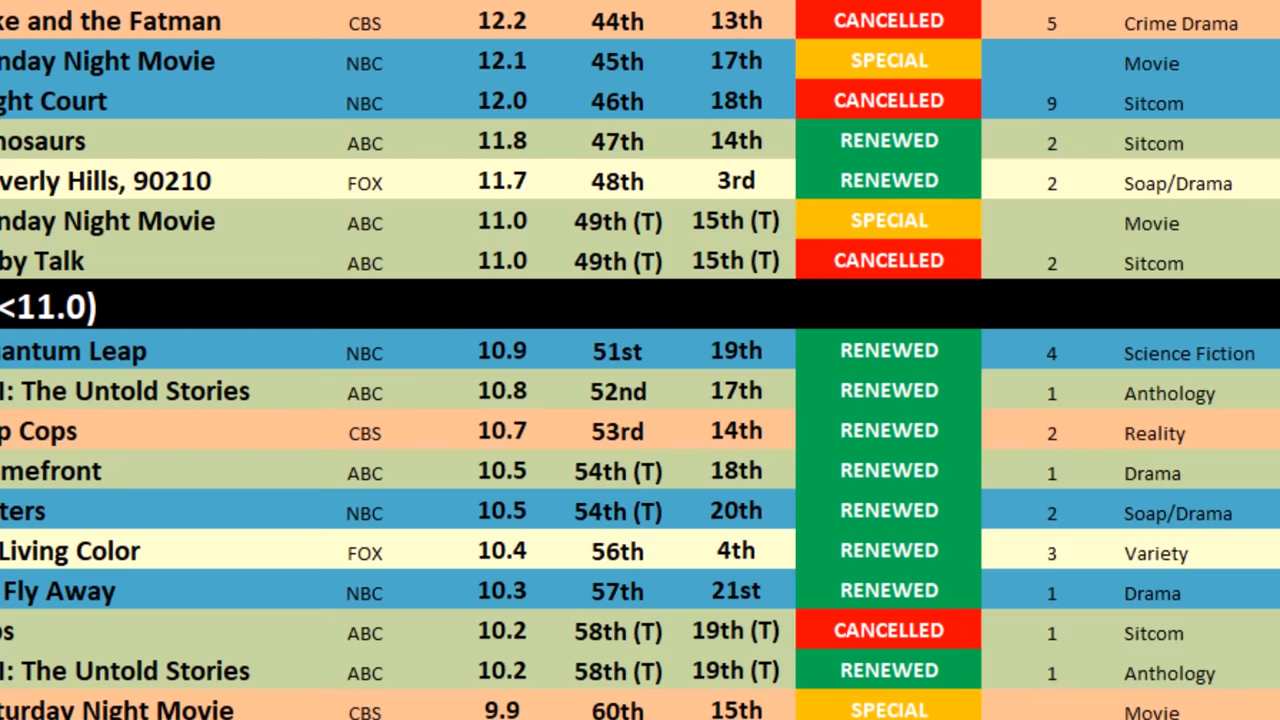 ke and the Fatman CBS 12.2 44th 13th CANCELLED 5 Crime Drama
nday Night Movie NBC 12.1 45th 17th SPECIAL Movie
ght Court NBC 12.0 46th 18th CANCELLED 9 Sitcom
nosaurs ABC 11.8 47th 14th RENEWED 2 Sitcom
verly Hills, 90210 FOX 11.7 48th 3rd RENEWED 2 Soap/Drama
nday Night Movie ABC 11.0 49th (T) 15th (T) SPECIAL Movie
by Talk ABC 11.0 49th (T) 15th (T) CANCELLED 2 Sitcom
<11.0)
antum Leap NBC 10.9 51st 19th RENEWED 4 Science Fiction
I: The Untold Stories ABC 10.8 52nd 17th RENEWED 1 Anthology
p Cops CBS 10.7 53rd 14th RENEWED 2 Reality
mefront ABC 10.5 54th (T) 18th RENEWED 1 Drama
ters NBC 10.5 54th (T) 20th RENEWED 2 Soap/Drama
Living Color FOX 10.4 56th 4th RENEWED 3 Variety
Fly Away NBC 10.3 57th 21st RENEWED 1 Drama
os ABC 10.2 58th (T) 19th (T) CANCELLED 1 Sitcom
I: The Untold Stories ABC 10.2 58th (T) 19th (T) RENEWED 1 Anthology
turday Night Movie CBS 9.9 60th 15th SPECIAL Movie